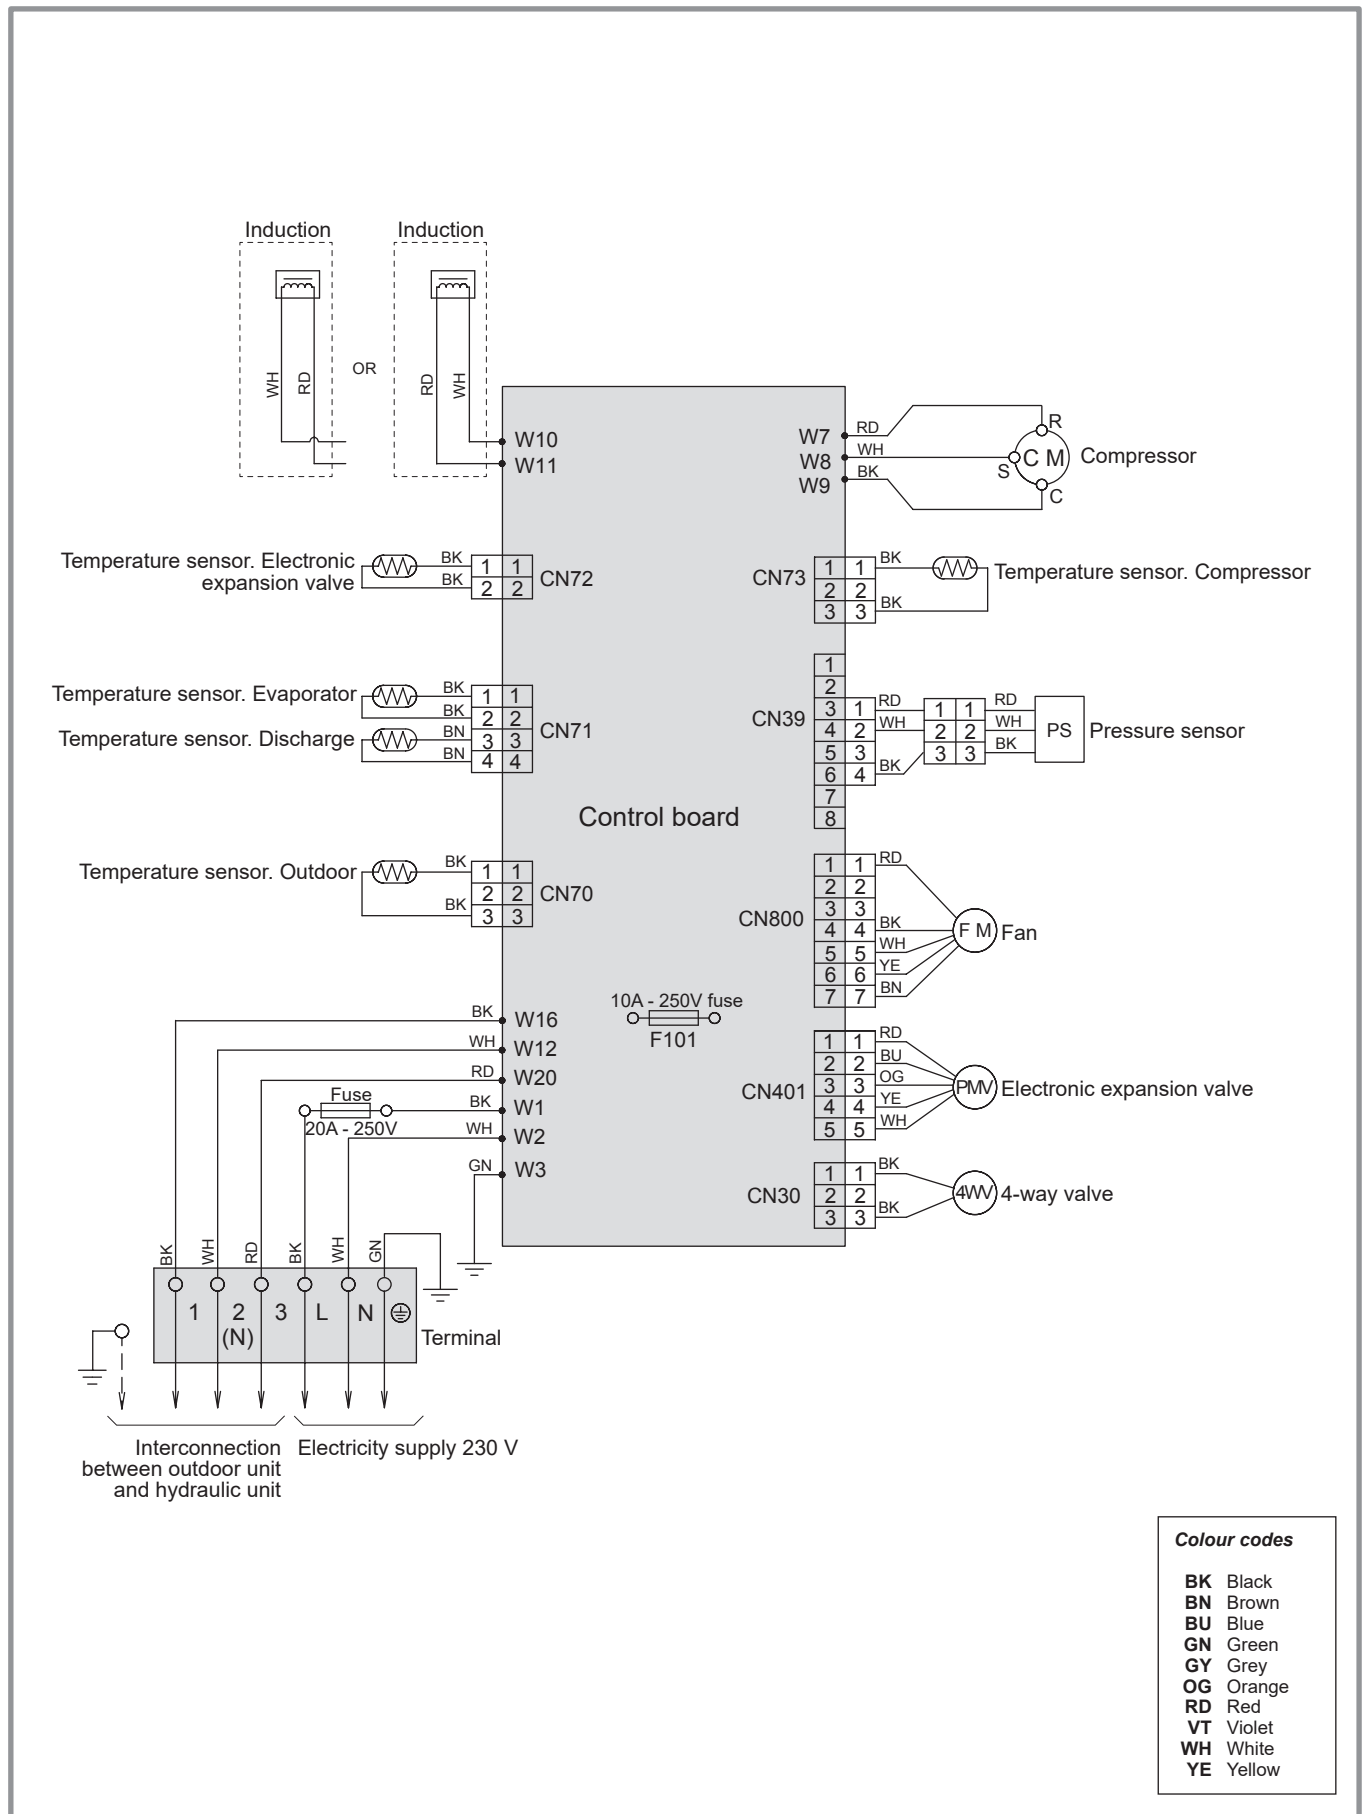 Induction
WH
RD
OR
Induction
RD
WH
W10
W11
W7
W8
W9
RD
WH
BK
R
S
C M
C
Compressor
Temperature sensor. Electronic
expansion valve
BK
BK
1 1
2 2
CN72
CN73
1 1
2 2
3 3
BK
BK
Temperature sensor. Compressor
Temperature sensor. Evaporator
Temperature sensor. Discharge
BK
BK
BN
BN
1 1
2 2
3 3
4 4
CN71
CN39
1
2
3 1
4 2
5 3
6 4
7
8
RD
WH
BK
1 1
2 2
3 3
RD
WH
BK
PS
Pressure sensor
Control board
Temperature sensor. Outdoor
BK
BK
1 1
2 2
3 3
CN70
CN800
1 1
2 2
3 3
4 4
5 5
6 6
7 7
RD
BK
WH
YE
BN
F M
Fan
10A - 250V fuse
F101
BK
W16
WH
W12
RD
W20
Fuse
20A - 250V
BK
W1
WH
W2
GN
W3
CN401
1 1
2 2
3 3
4 4
5 5
RD
BU
OG
YE
WH
PMV
Electronic expansion valve
CN30
1 1
2 2
3 3
BK
BK
4WV
4-way valve
BK
WH
RD
BK
WH
GN
1 2 3 L N
(N)
Terminal
Interconnection
between outdoor unit
and hydraulic unit
Electricity supply 230 V
Colour codes
BK Black
BN Brown
BU Blue
GN Green
GY Grey
OG Orange
RD Red
VT Violet
WH White
YE Yellow